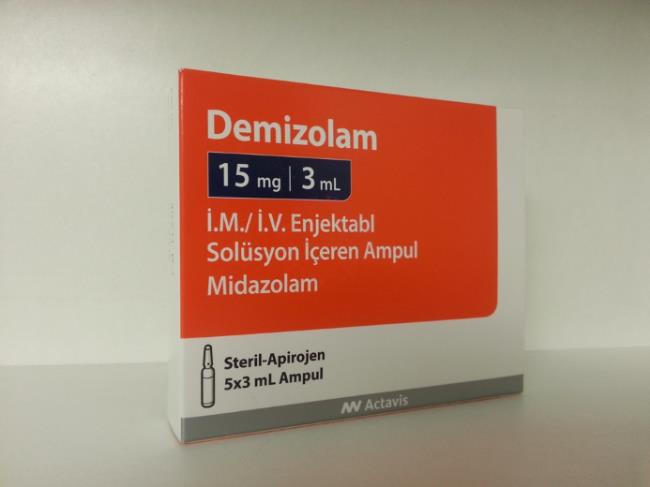 Demizolam
15 mg | 3 mL
İ.M./ İ.V. Enjektabl
Solüsyon İçeren Ampul
Midazolam
Steril-Apirojen
5x3 mL Ampul
Actavis